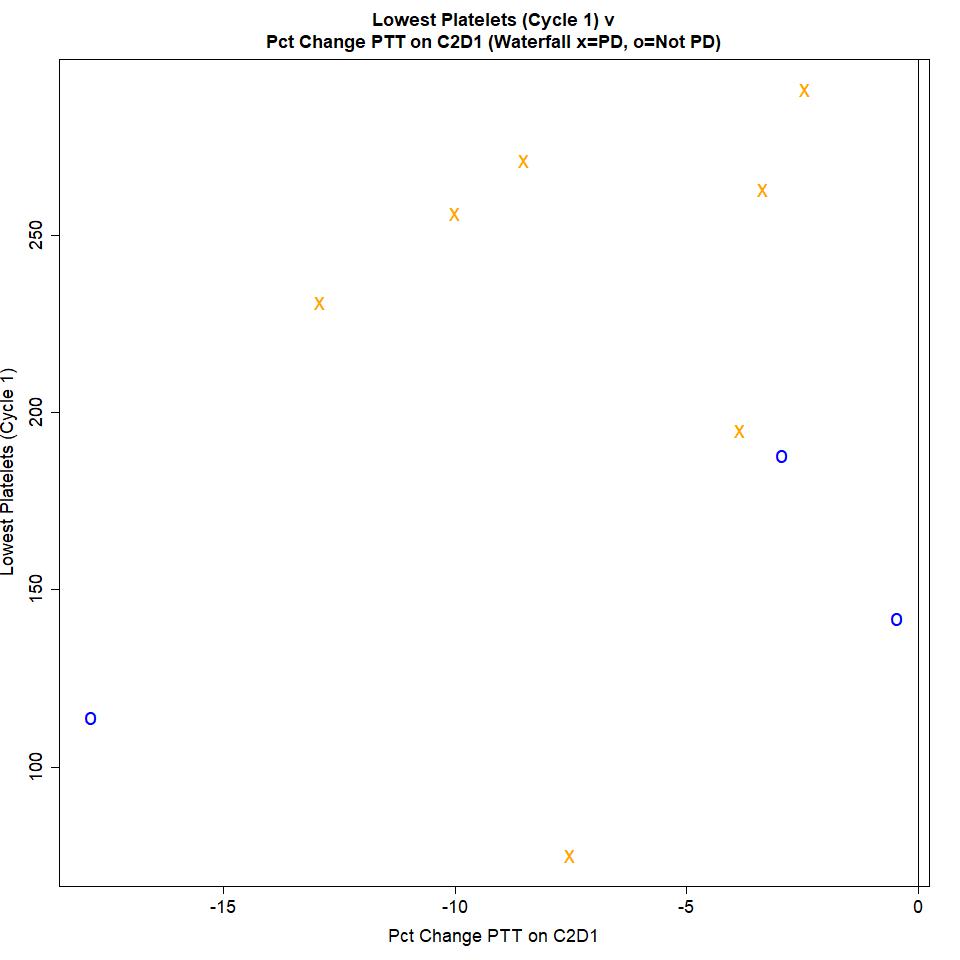 Lowest Platelets (Cycle 1) v
Pct Change PTT on C2D1 (Waterfall x=PD, o=Not PD)
X
X
X
X
250
X
Lowest Platelets (Cycle 1)
200
X
O
150
O
O
100
X
-15 -10 -5 0
Pct Change PTT on C2D1